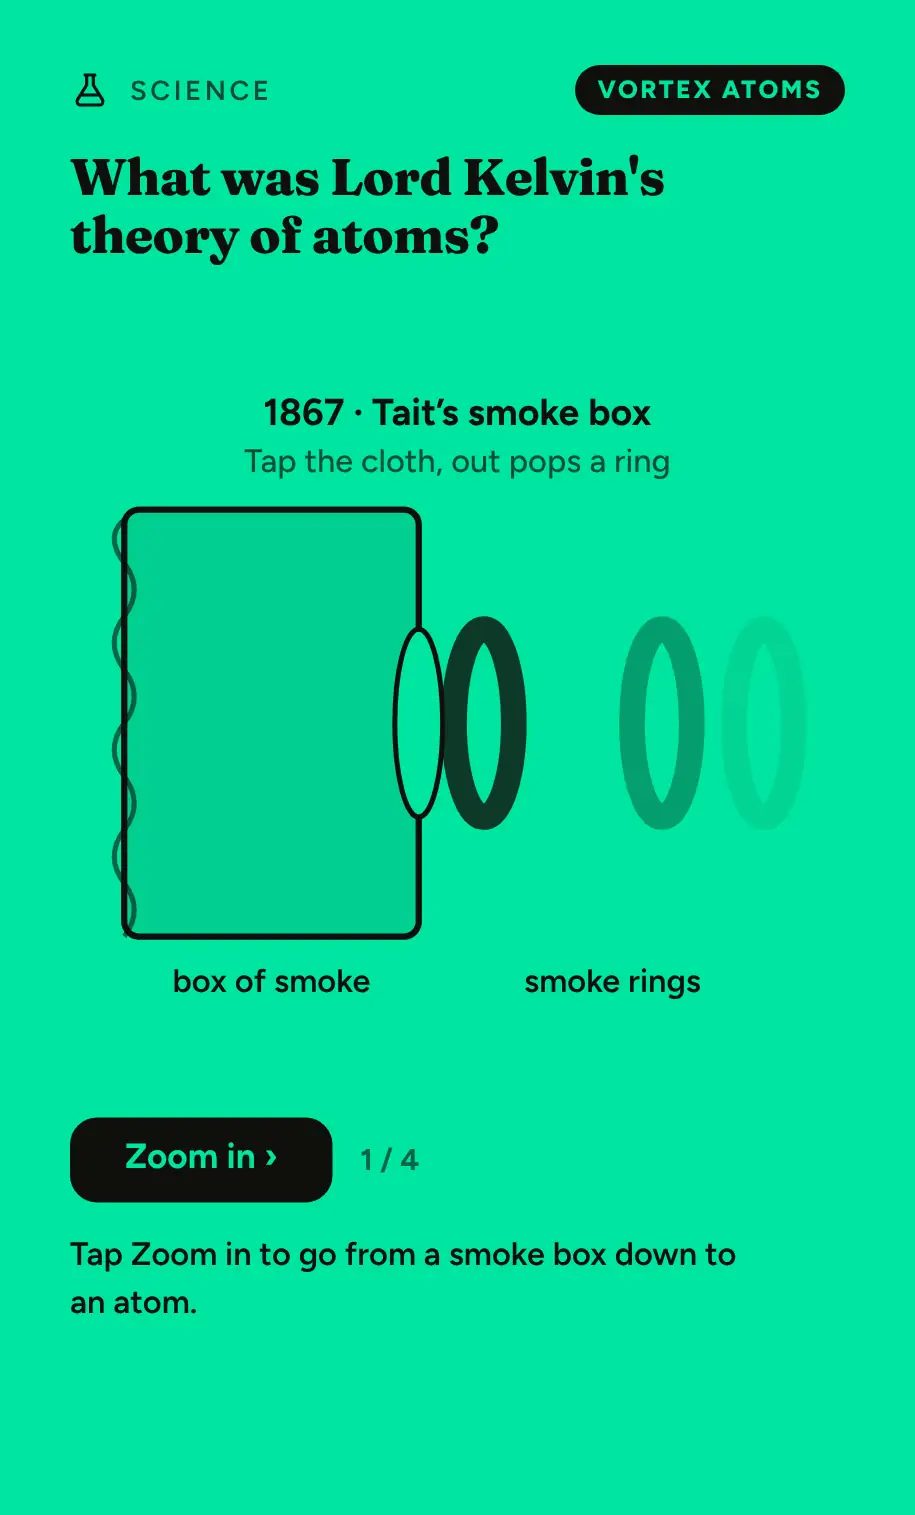 SCIENCE
VORTEX ATOMS
What was Lord Kelvin's
theory of atoms?
1867 · Tait’s smoke box
Tap the cloth, out pops a ring
box of smoke
smoke rings
Zoom in ›
1 / 4
Tap Zoom in to go from a smoke box down to
an atom.